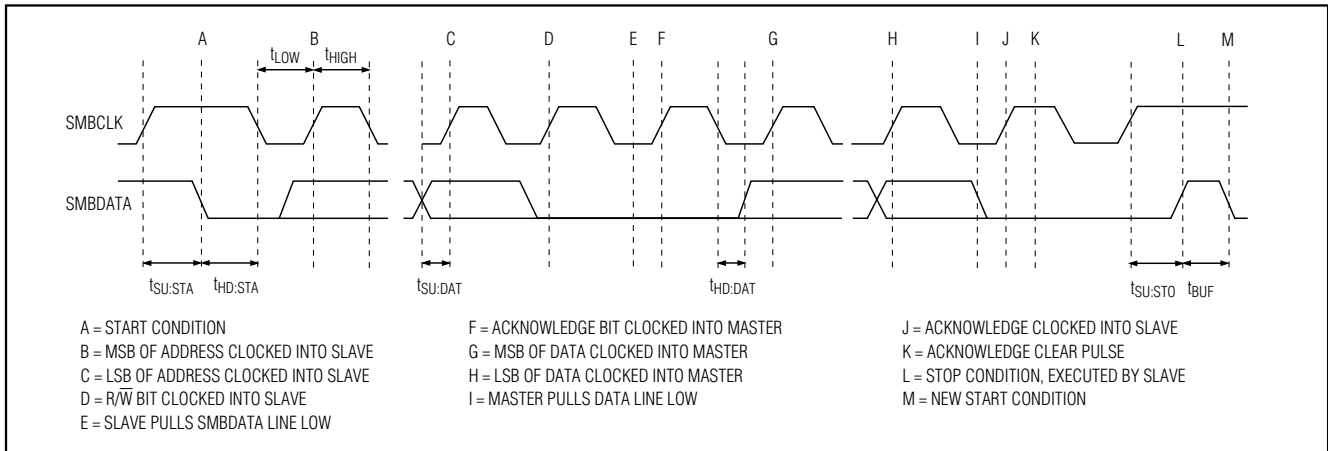 A B C D E F G H I J K L M
tLOW tHIGH
SMBCLK
SMBDATA
tSU:STA tHD:STA tSU:DAT tHD:DAT tSU:STO tBUF
A = START CONDITION
B = MSB OF ADDRESS CLOCKED INTO SLAVE
C = LSB OF ADDRESS CLOCKED INTO SLAVE
D = R/W̅ BIT CLOCKED INTO SLAVE
E = SLAVE PULLS SMBDATA LINE LOW
F = ACKNOWLEDGE BIT CLOCKED INTO MASTER
G = MSB OF DATA CLOCKED INTO MASTER
H = LSB OF DATA CLOCKED INTO MASTER
I = MASTER PULLS DATA LINE LOW
J = ACKNOWLEDGE CLOCKED INTO SLAVE
K = ACKNOWLEDGE CLEAR PULSE
L = STOP CONDITION, EXECUTED BY SLAVE
M = NEW START CONDITION